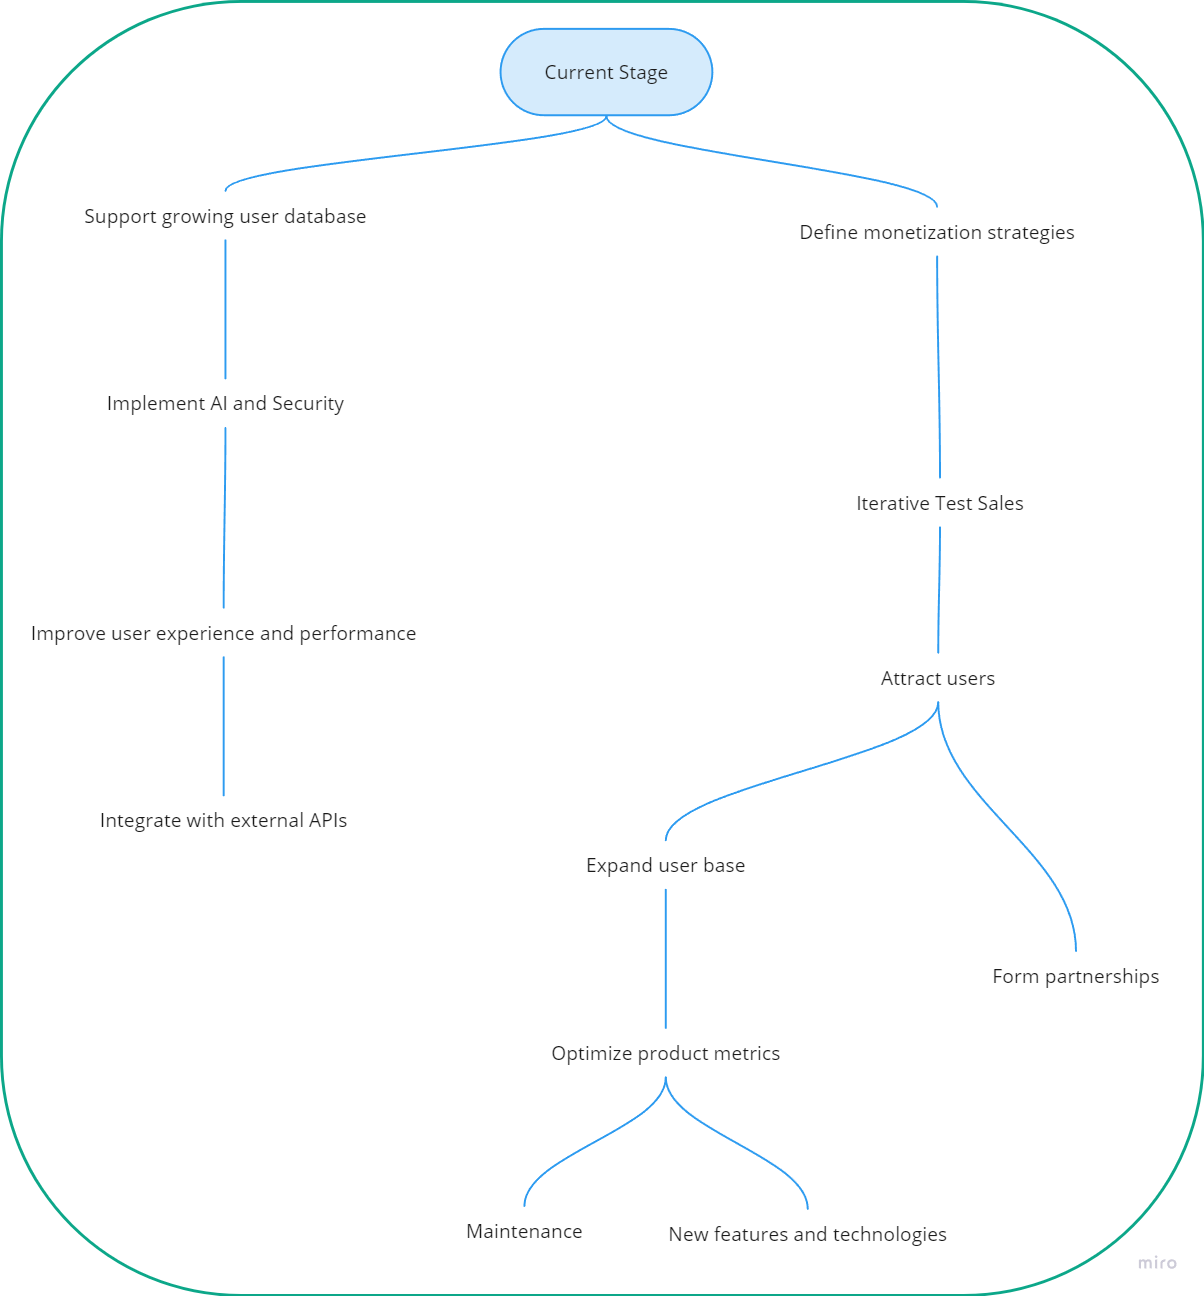 Current Stage
Support growing user database
Define monetization strategies
Implement AI and Security
Iterative Test Sales
Improve user experience and performance
Attract users
Integrate with external APIs
Expand user base
Form partnerships
Optimize product metrics
Maintenance
New features and technologies
miro